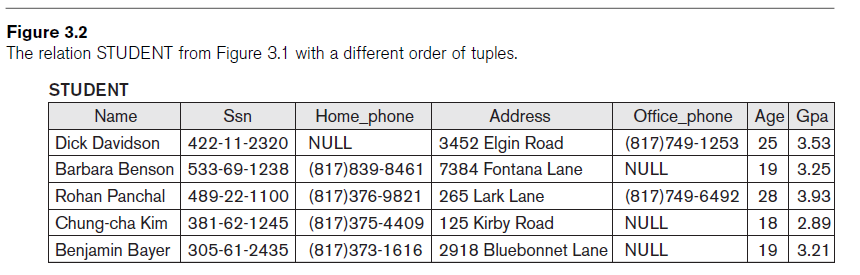 Figure 3.2
The relation STUDENT from Figure 3.1 with a different order of tuples.
STUDENT
Name Ssn Home_phone Address Office_phone Age Gpa
Dick Davidson 422-11-2320 NULL 3452 Elgin Road (817)749-1253 25 3.53
Barbara Benson 533-69-1238 (817)839-8461 7384 Fontana Lane NULL 19 3.25
Rohan Panchal 489-22-1100 (817)376-9821 265 Lark Lane (817)749-6492 28 3.93
Chung-cha Kim 381-62-1245 (817)375-4409 125 Kirby Road NULL 18 2.89
Benjamin Bayer 305-61-2435 (817)373-1616 2918 Bluebonnet Lane NULL 19 3.21